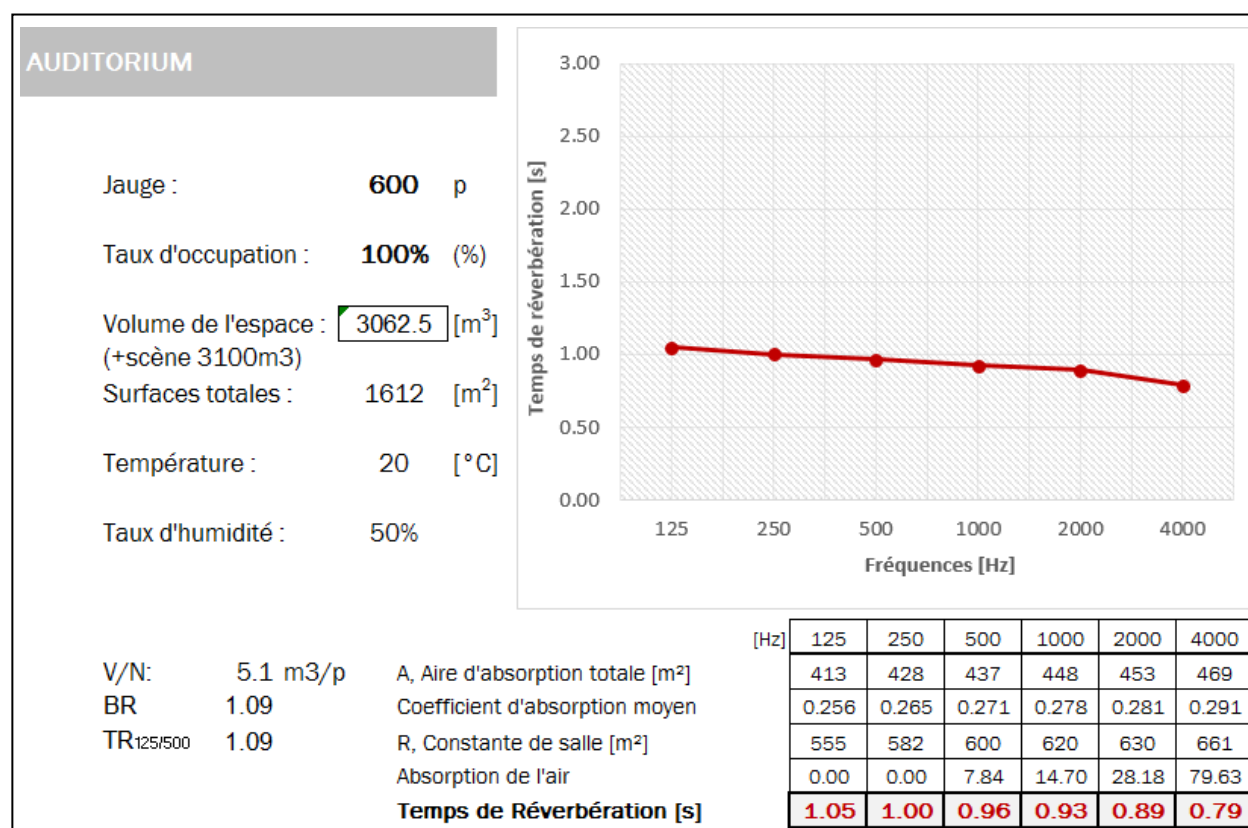 AUDITORIUM
Jauge : 600 p
Taux d'occupation : 100% (%)
Volume de l'espace : 3062.5 [m³]
(+scène 3100m3)
Surfaces totales : 1612 [m²]
Température : 20 [°C]
Taux d'humidité : 50%
Temps de réverbération [s]
3.00
2.50
2.00
1.50
1.00
0.50
0.00
125 250 500 1000 2000 4000
Fréquences [Hz]
[Hz] 125 250 500 1000 2000 4000
V/N: 5.1 m3/p A, Aire d'absorption totale [m²] 413 428 437 448 453 469
BR 1.09 Coefficient d'absorption moyen 0.256 0.265 0.271 0.278 0.281 0.291
TR125/500 1.09 R, Constante de salle [m²] 555 582 600 620 630 661
Absorption de l'air 0.00 0.00 7.84 14.70 28.18 79.63
Temps de Réverbération [s] 1.05 1.00 0.96 0.93 0.89 0.79